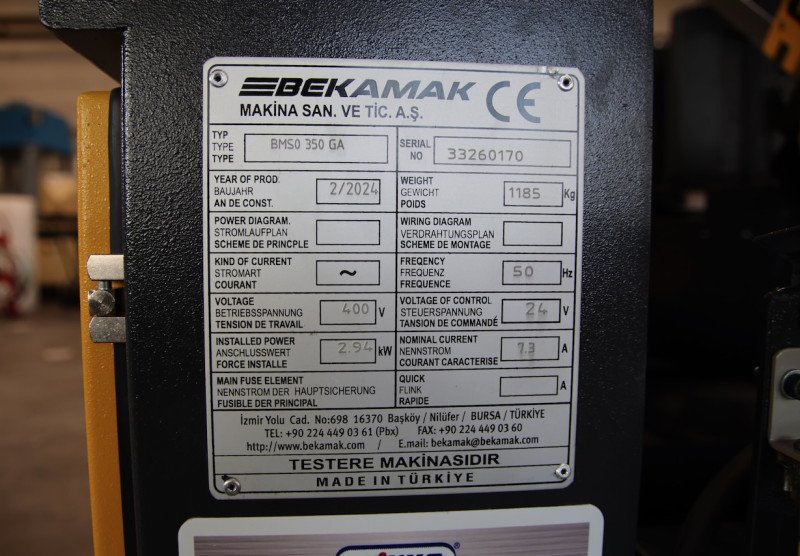 BEKAMAK CE
MAKİNA SAN. VE TİC. A.Ş.
TYP
TYPE
TYPE
BMSO 350 GA
SERIAL
NO
33260170
YEAR OF PROD.
BAUJAHR
AN DE CONST.
2/2024
WEIGHT
GEWICHT
POIDS
1185 Kg
POWER DIAGRAM.
STROMLAUFPLAN
SCHEME DE PRINCPLE
WIRING DIAGRAM
VERDRAHTUNGSPLAN
SCHEME DE MONTAGE
KIND OF CURRENT
STROMART
COURANT
~
FREQENCY
FREQUENZ
FREQUENCE
50 Hz
VOLTAGE
BETRIEBSSPANNUNG
TENSION DE TRAVAIL
400 V
VOLTAGE OF CONTROL
STEUERSPANNUNG
TANSION DE COMMANDÉ
24 V
INSTALLED POWER
ANSCHLUSSWERT
FORCE INSTALLE
2.94 kW
NOMINAL CURRENT
NENNSTROM
COURANT CARACTERISE
7.3 A
MAIN FUSE ELEMENT
NENNSTROM DER HAUPTSICHERUNG
FUSIBLE DER PRINCIPAL
QUICK
FLINK
RAPIDE
A
İzmir Yolu Cad. No:698 16370 Başköy / Nilüfer / BURSA / TÜRKİYE
TEL: +90 224 449 03 61 (Pbx) FAX: +90 224 449 03 60
http://www.bekamak.com / E.mail: bekamak@bekamak.com
TESTERE MAKİNASIDIR
MADE IN TÜRKİYE